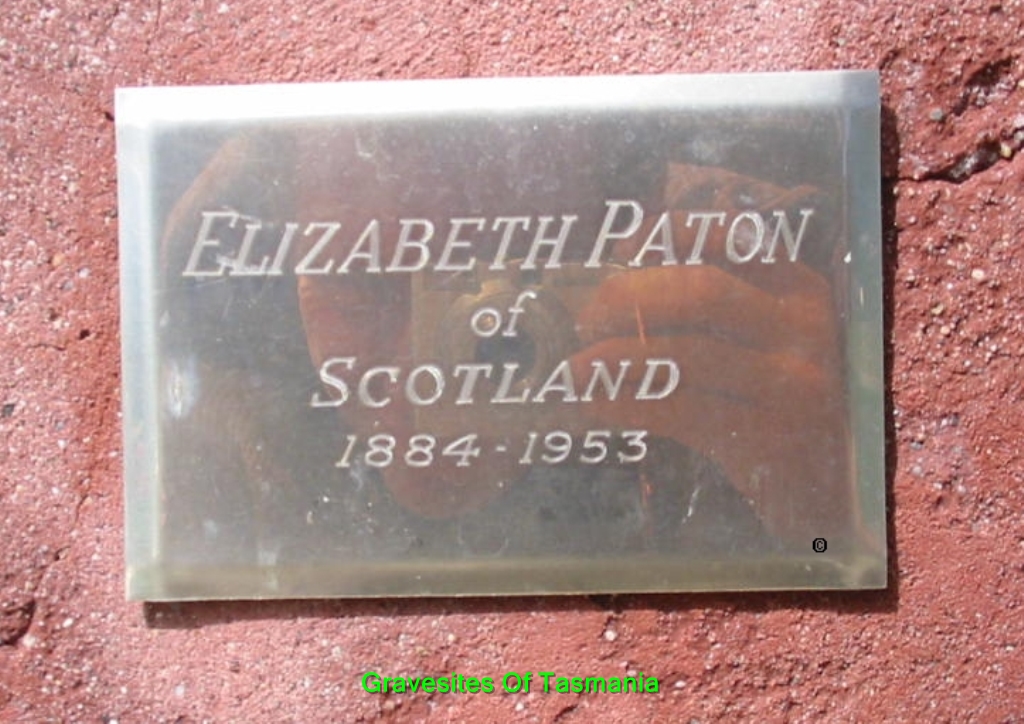 ELIZABETH PATON
of
SCOTLAND
1884-1953
©
Gravesites Of Tasmania